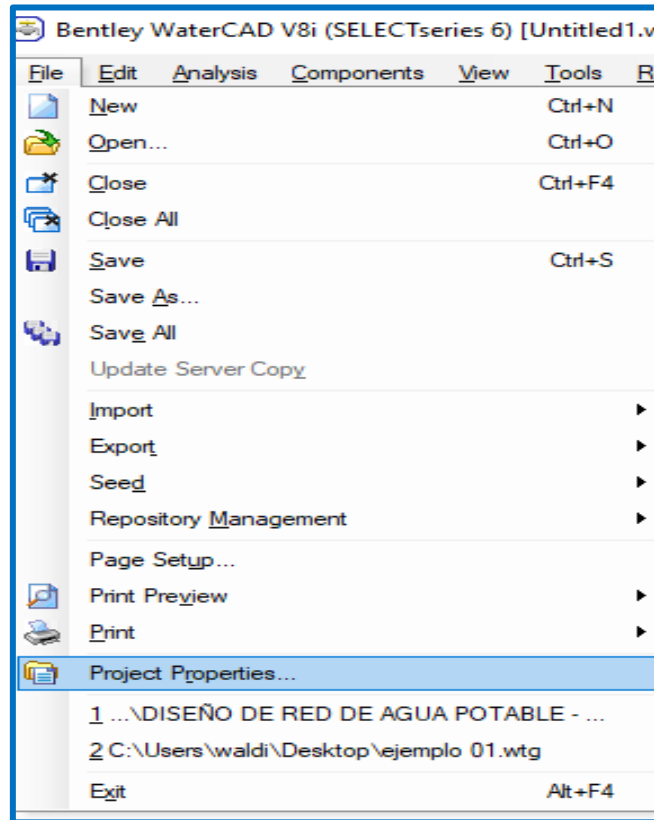 Bentley WaterCAD V8i (SELECTseries 6) [Untitled1.w
File Edit Analysis Components View Tools R
New Ctrl+N
Open... Ctrl+O
Close Ctrl+F4
Close All
Save Ctrl+S
Save As...
Save All
Update Server Copy
Import
Export
Seed
Repository Management
Page Setup...
Print Preview
Print
Project Properties...
1 ...\DISEÑO DE RED DE AGUA POTABLE - ...
2 C:\Users\waldi\Desktop\ejemplo 01.wtg
Exit Alt+F4